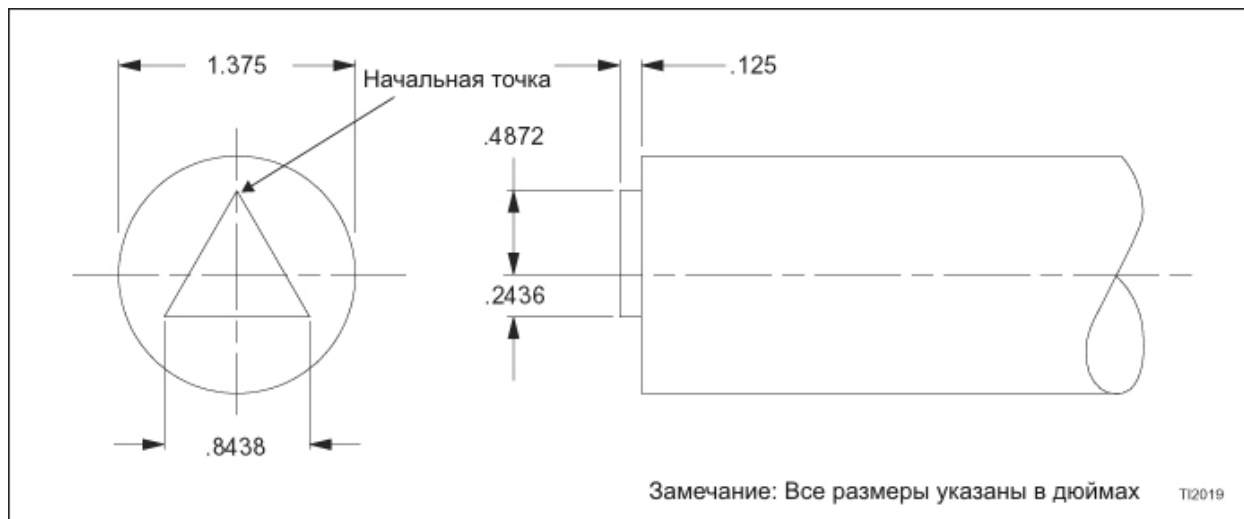 1.375
Начальная точка
.125
.4872
.2436
.8438
Замечание: Все размеры указаны в дюймах
TI2019